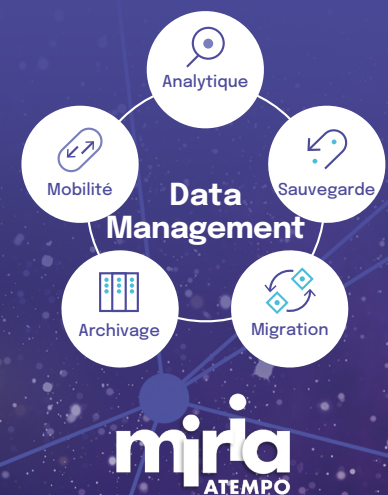 Analytique
Mobilité
Sauvegarde
Data
Management
Archivage
Migration
miria
ATEMPO